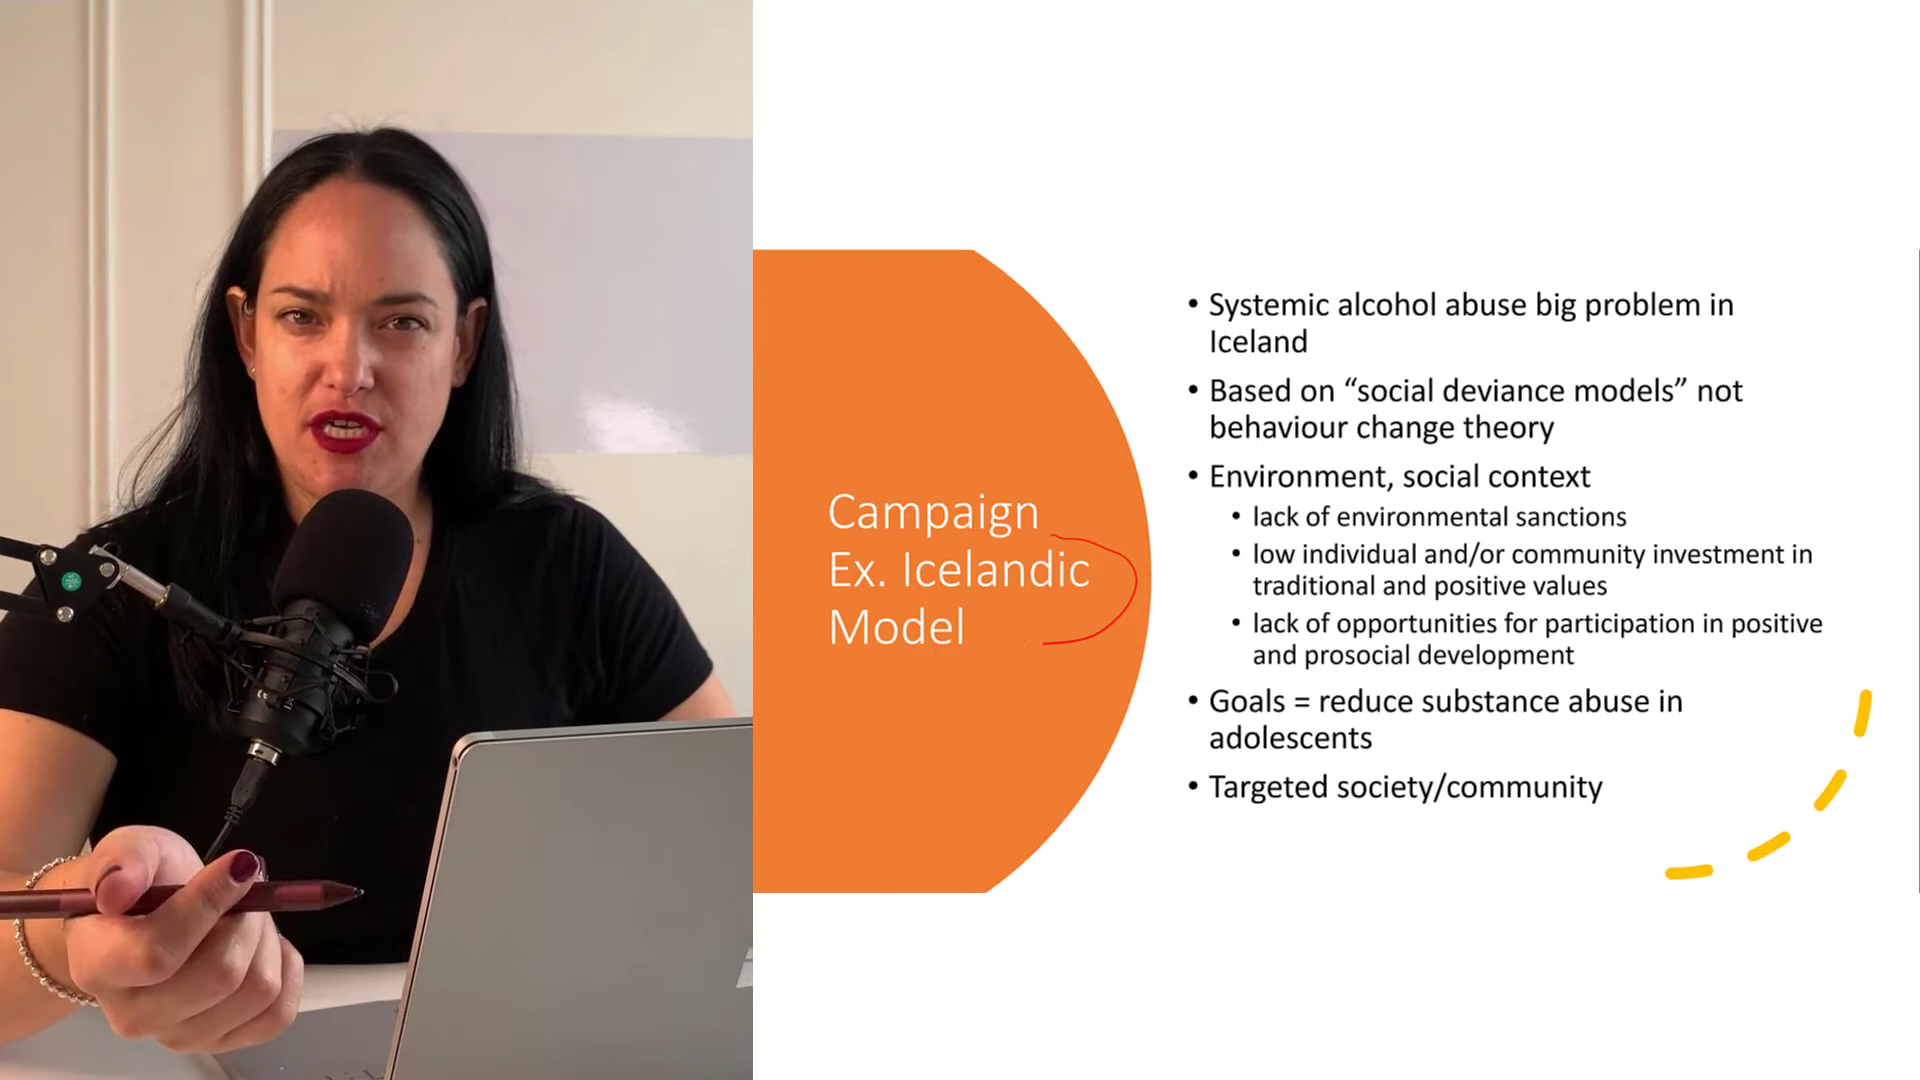 Campaign
Ex. Icelandic
Model
• Systemic alcohol abuse big problem in
Iceland
• Based on “social deviance models” not
behaviour change theory
• Environment, social context
• lack of environmental sanctions
• low individual and/or community investment in
traditional and positive values
• lack of opportunities for participation in positive
and prosocial development
• Goals = reduce substance abuse in
adolescents
• Targeted society/community